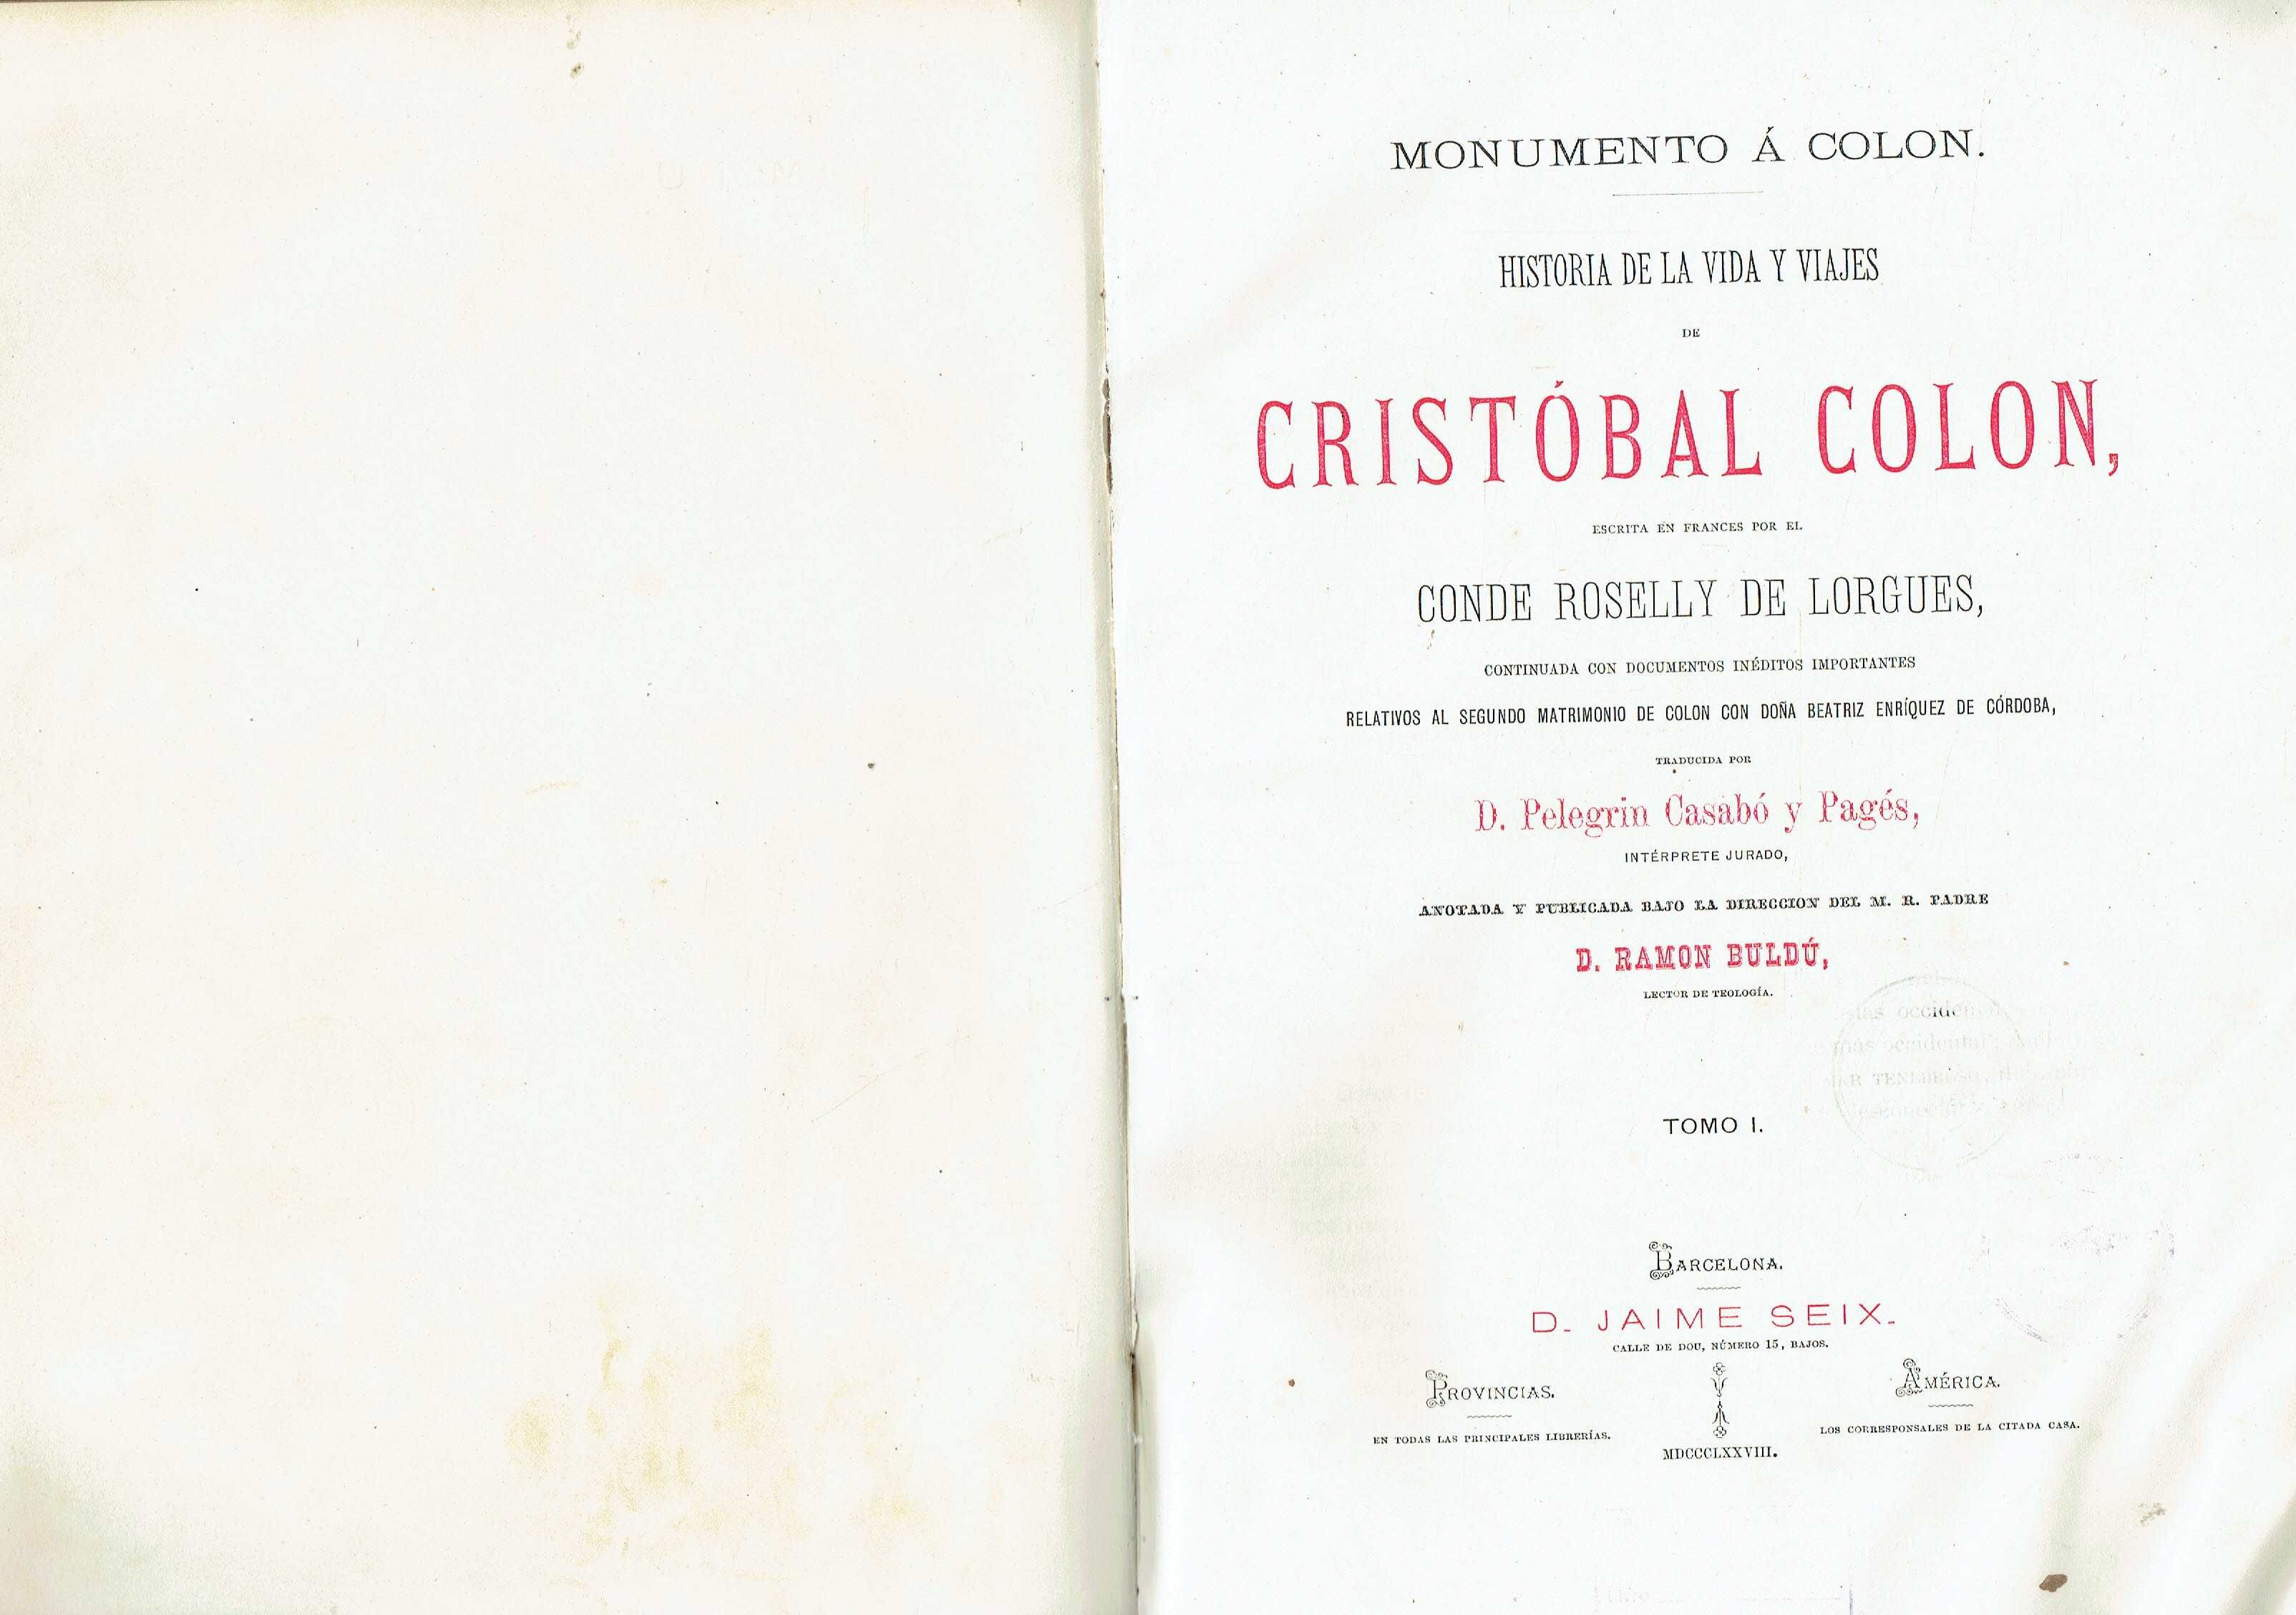 MONUMENTO Á COLON.
HISTORIA DE LA VIDA Y VIAJES
DE
CRISTÓBAL COLON,
ESCRITA EN FRANCES POR EL
CONDE ROSELLY DE LORGUES,
CONTINUADA CON DOCUMENTOS INÉDITOS IMPORTANTES
RELATIVOS AL SEGUNDO MATRIMONIO DE COLON CON DOÑA BEATRIZ ENRÍQUEZ DE CÓRDOBA,
TRADUCIDA POR
D. Pelegrin Casabó y Pagés,
INTÉRPRETE JURADO,
ANOTADA Y PUBLICADA BAJO LA DIRECCION DEL M. R. PADRE
D. RAMON BULDÚ,
LECTOR DE TEOLOGÍA.
más occidental
TOMO I.
BARCELONA.
D. JAIME SEIX.
CALLE DE DOU, NÚMERO 15, BAJOS.
PROVINCIAS.
EN TODAS LAS PRINCIPALES LIBRERÍAS.
AMÉRICA.
LOS CORRESPONSALES DE LA CITADA CASA.
MDCCCLXXVIII.